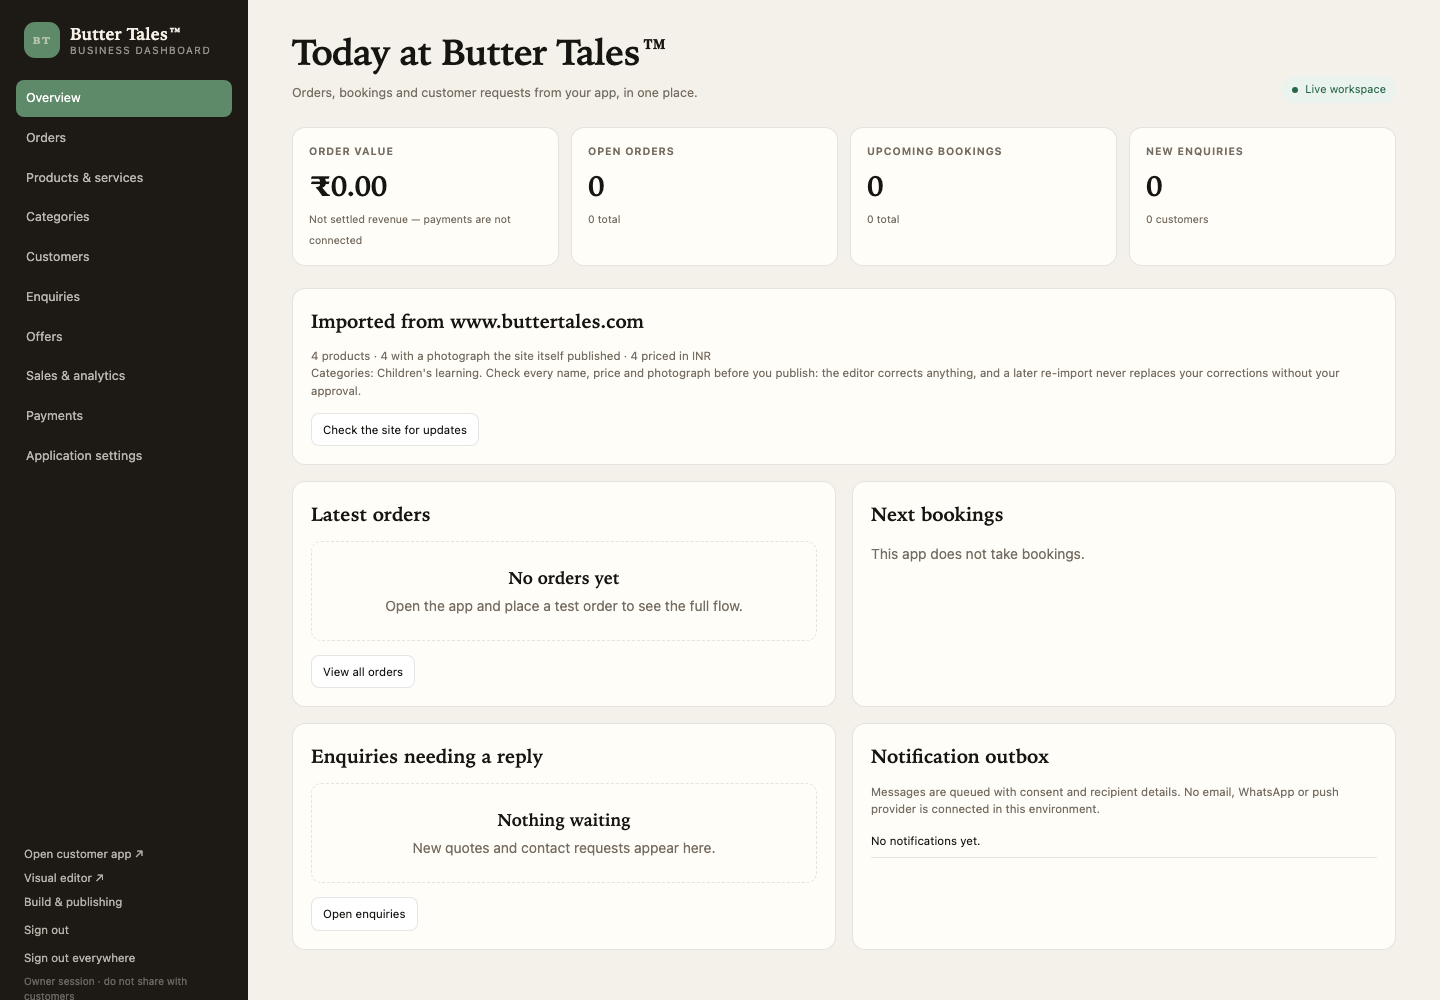 BT
Butter Tales™
BUSINESS DASHBOARD
Overview
Orders
Products & services
Categories
Customers
Enquiries
Offers
Sales & analytics
Payments
Application settings
Open customer app ↗
Visual editor ↗
Build & publishing
Sign out
Sign out everywhere
Owner session · do not share with
customers
Today at Butter Tales™
Orders, bookings and customer requests from your app, in one place.
Live workspace
ORDER VALUE
₹0.00
Not settled revenue — payments are not
connected
OPEN ORDERS
0
0 total
UPCOMING BOOKINGS
0
0 total
NEW ENQUIRIES
0
0 customers
Imported from www.buttertales.com
4 products · 4 with a photograph the site itself published · 4 priced in INR
Categories: Children's learning. Check every name, price and photograph before you publish: the editor corrects anything, and a later re-import never replaces your corrections without your
approval.
Check the site for updates
Latest orders
No orders yet
Open the app and place a test order to see the full flow.
View all orders
Next bookings
This app does not take bookings.
Enquiries needing a reply
Nothing waiting
New quotes and contact requests appear here.
Open enquiries
Notification outbox
Messages are queued with consent and recipient details. No email, WhatsApp or push
provider is connected in this environment.
No notifications yet.